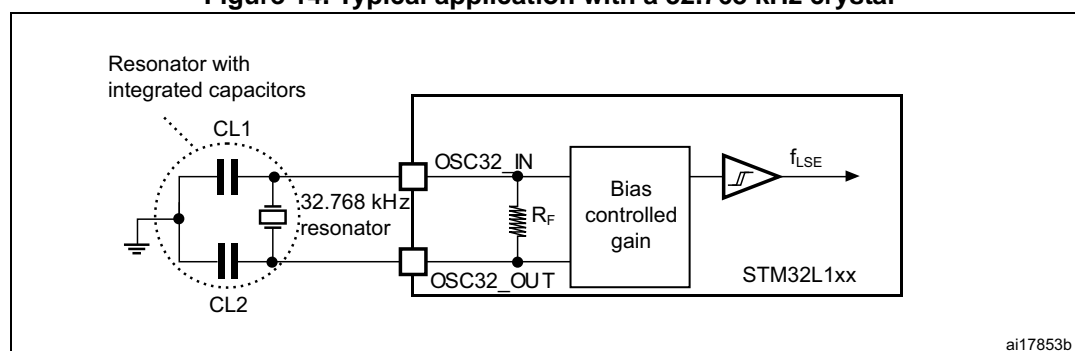 Figure 14. Typical application with a 32.768 kHz crystal
Resonator with
integrated capacitors
CL1
OSC32_IN
fLSE
32.768 kHz
resonator
RF
Bias
controlled
gain
OSC32_OUT
STM32L1xx
CL2
ai17853b